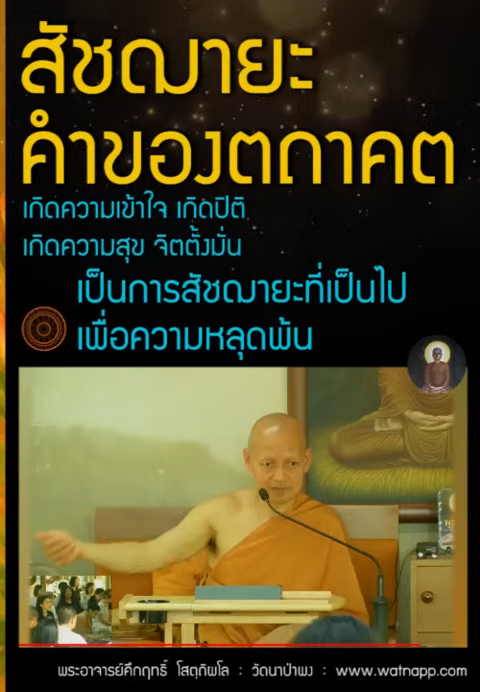 สัชฌายะ
คำของตถาคต
เกิดความเข้าใจ เกิดปิติ
เกิดความสุข จิตตั้งมั่น
เป็นการสัชฌายะที่เป็นไป
เพื่อความหลุดพ้น
พระอาจารย์คึกฤทธิ์ โสตฺถิผโล : วัดนาป่าพง : www.watnapp.com